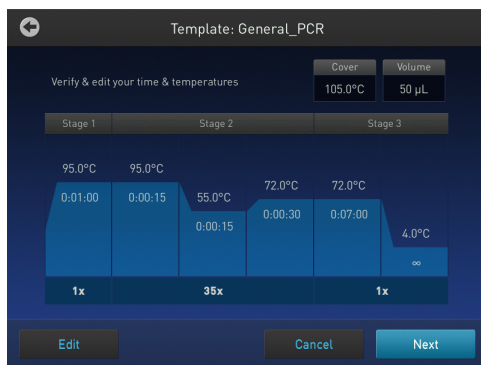 Template: General_PCR
Verify & edit your time & temperatures
Cover
Volume
105.0°C
50 µL
Stage 1
Stage 2
Stage 3
95.0°C
95.0°C
55.0°C
72.0°C
72.0°C
4.0°C
0:01:00
0:00:15
0:00:15
0:00:30
0:07:00
∞
1x
35x
1x
Edit
Cancel
Next